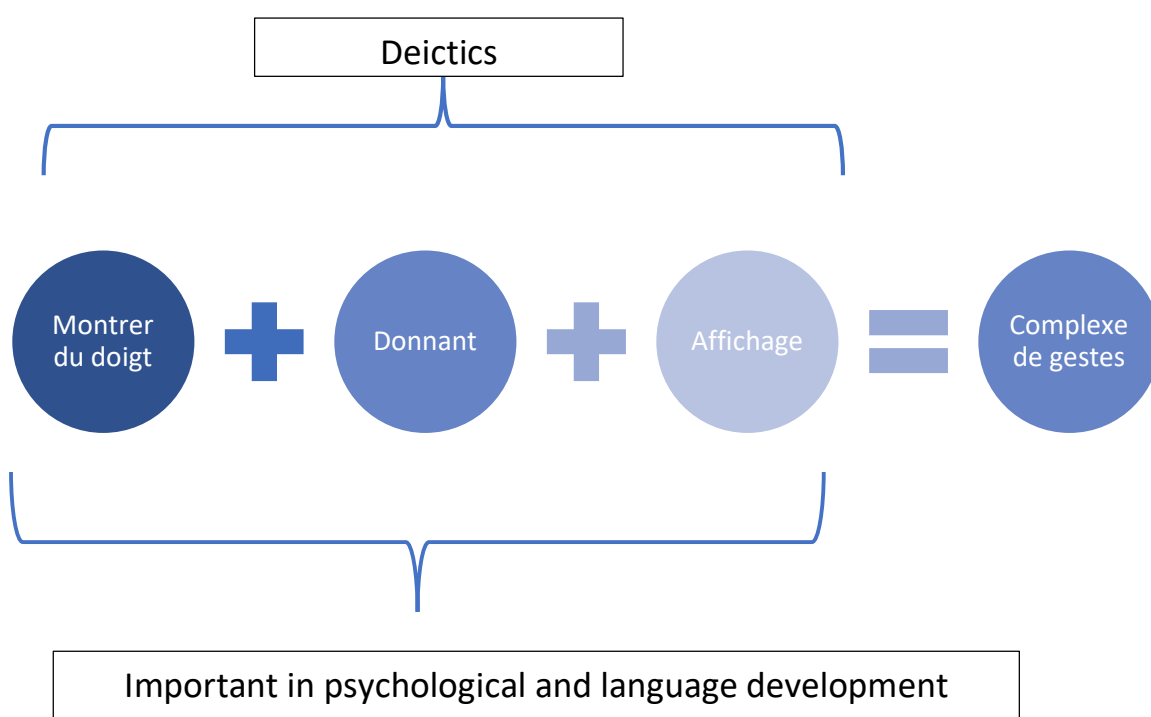 Deictics
Montrer
du doigt
Donnant
Affichage
Complexe
de gestes
Important in psychological and language development